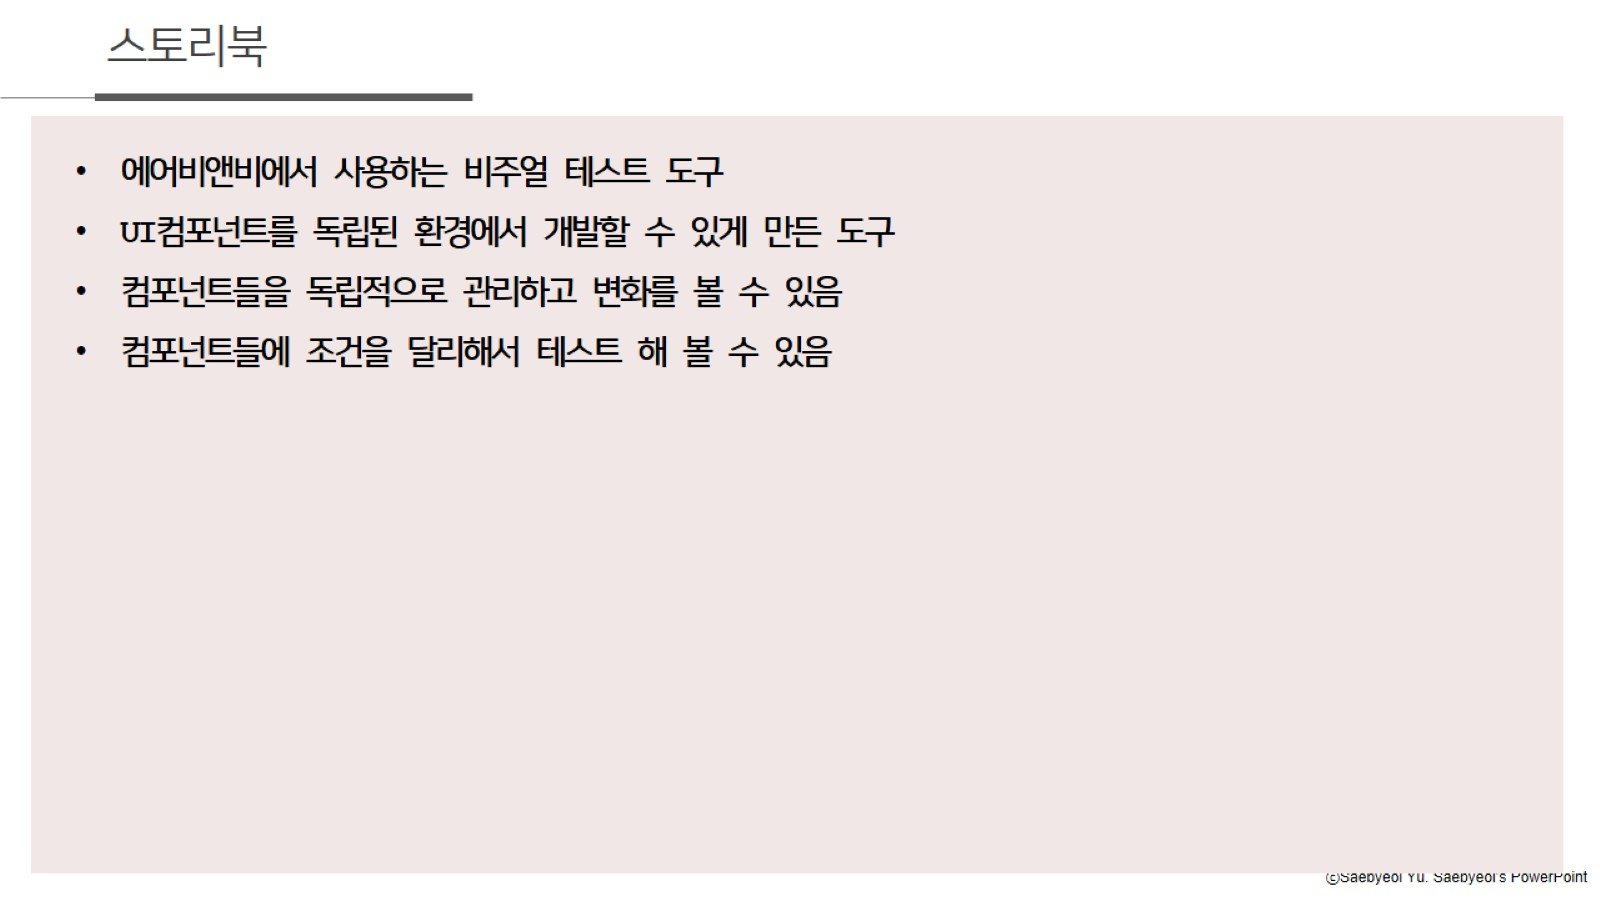 스토리북
• 에어비앤비에서 사용하는 비주얼 테스트 도구
• UI컴포넌트를 독립된 환경에서 개발할 수 있게 만든 도구
• 컴포넌트들을 독립적으로 관리하고 변화를 볼 수 있음
• 컴포넌트들에 조건을 달리해서 테스트 해 볼 수 있음
ⓒSaebyeol Yu. Saebyeol's PowerPoint